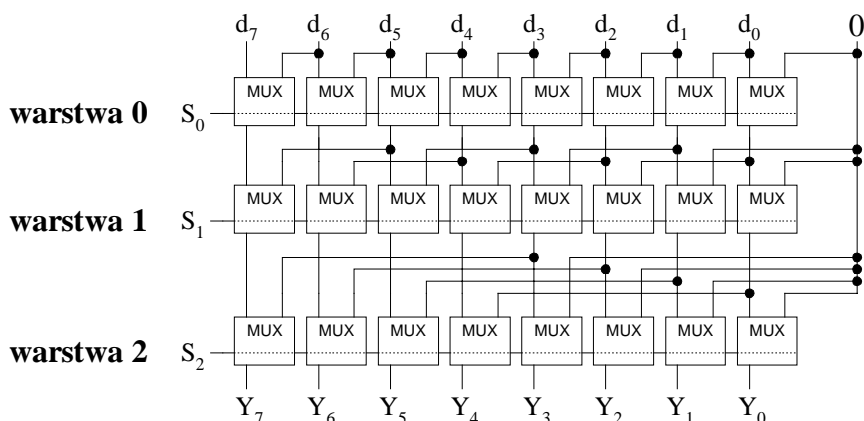 d₇ d₆ d₅ d₄ d₃ d₂ d₁ d₀ 0
MUX MUX MUX MUX MUX MUX MUX MUX
warstwa 0 S₀
MUX MUX MUX MUX MUX MUX MUX MUX
warstwa 1 S₁
MUX MUX MUX MUX MUX MUX MUX MUX
warstwa 2 S₂
Y₇ Y₆ Y₅ Y₄ Y₃ Y₂ Y₁ Y₀